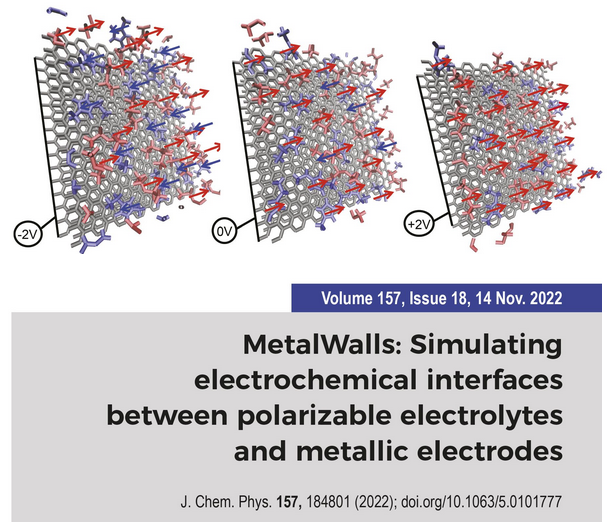 -2V
0V
+2V
Volume 157, Issue 18, 14 Nov. 2022
MetalWalls: Simulating
electrochemical interfaces
between polarizable electrolytes
and metallic electrodes
J. Chem. Phys. 157, 184801 (2022); doi.org/10.1063/5.0101777